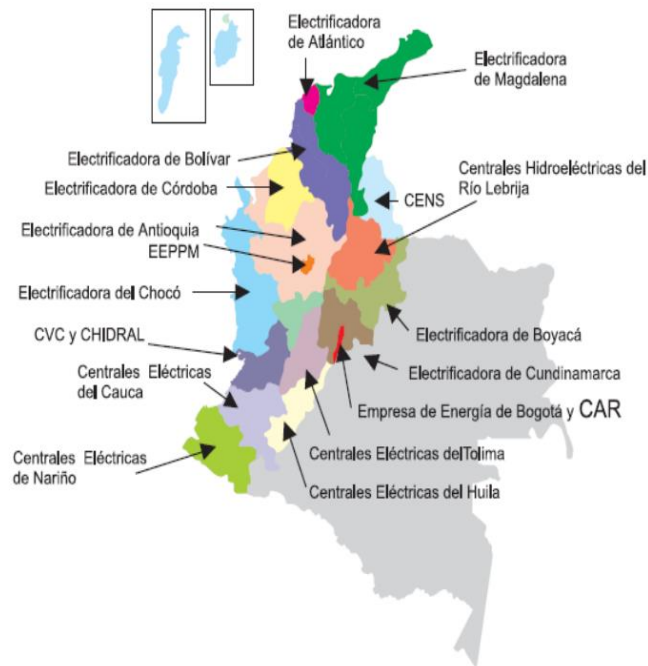 Electrificadora
de Atlántico
Electrificadora
de Magdalena
Electrificadora de Bolívar
Electrificadora de Córdoba
Centrales Hidroeléctricas del
Río Lebrija
CENS
Electrificadora de Antioquia
EEPPM
Electrificadora del Chocó
CVC y CHIDRAL
Electrificadora de Boyacá
Centrales Eléctricas
del Cauca
Electrificadora de Cundinamarca
Empresa de Energía de Bogotá y CAR
Centrales Eléctricas
de Nariño
Centrales Eléctricas delTolima
Centrales Eléctricas del Huila